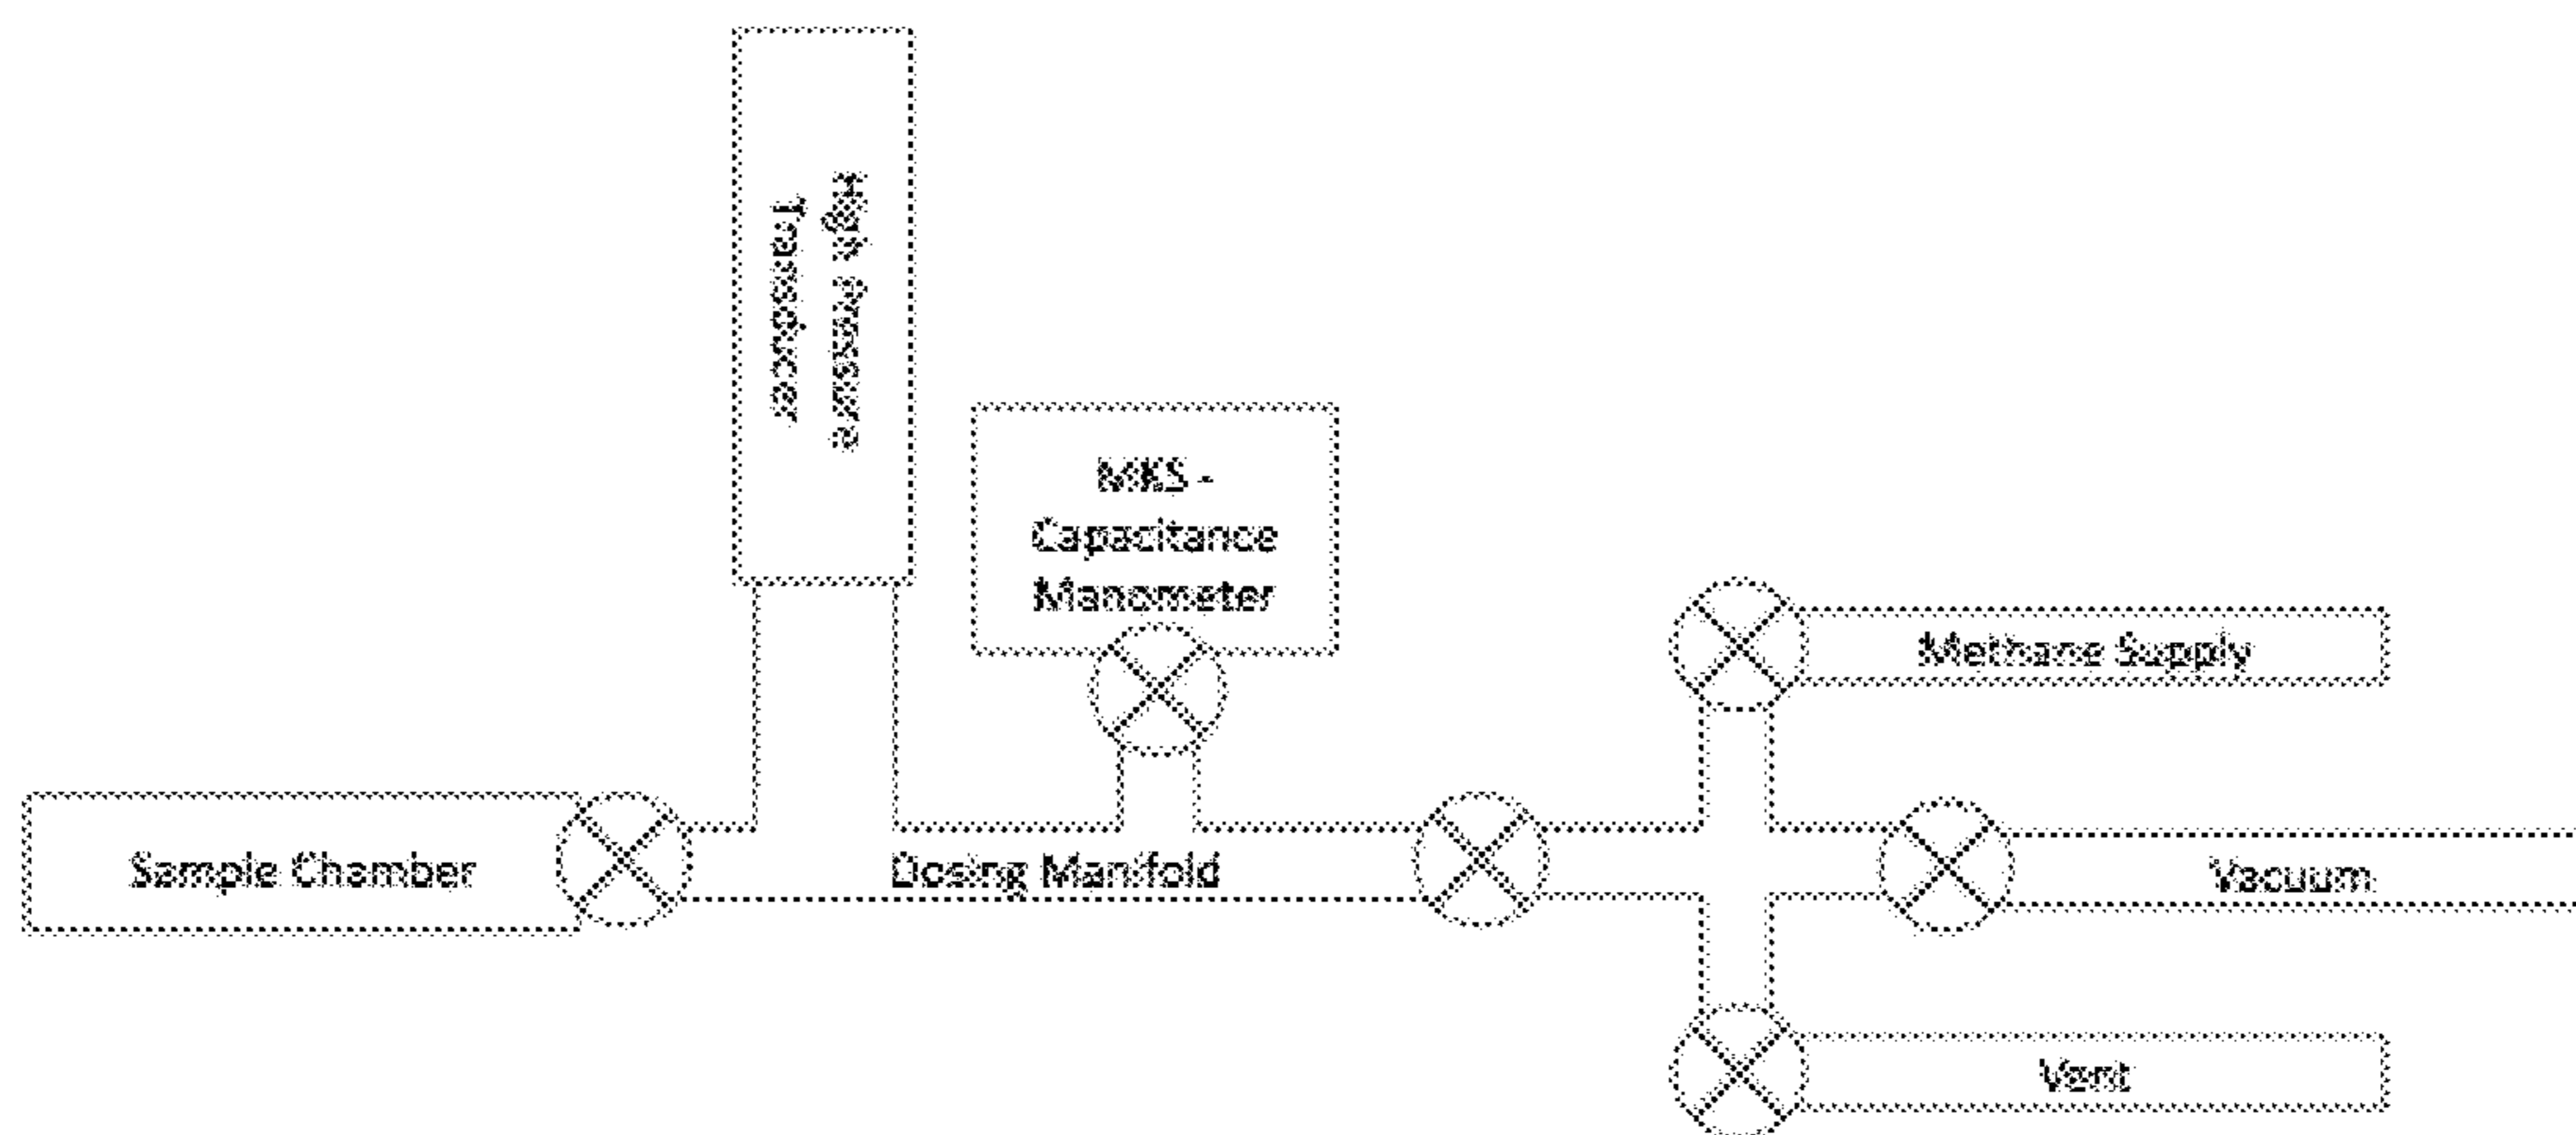 High Pressure
Transducer
MKS -
Capacitance
Manometer
Methane Supply
Sample Chamber
Dosing Manifold
Vacuum
Vent